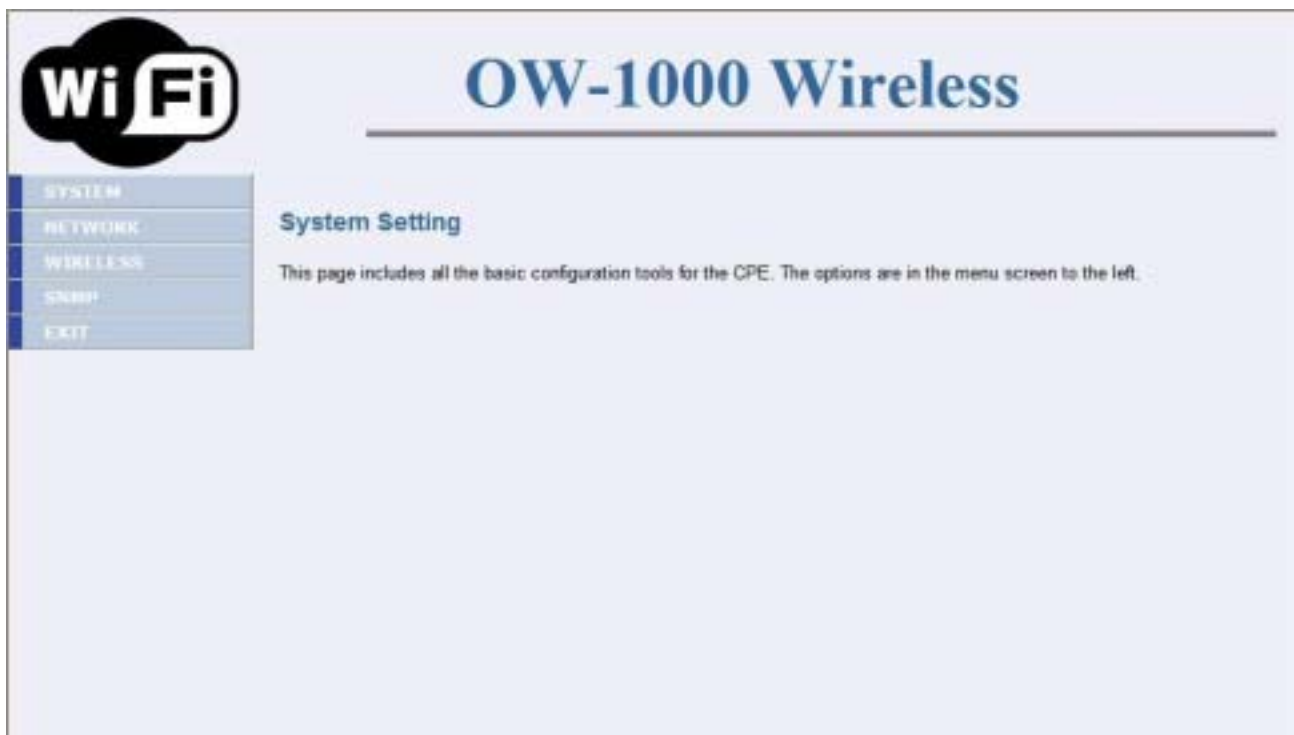 Wi Fi
OW-1000 Wireless
SYSTEM
NETWORK
WIRELESS
SNMP
EXIT
System Setting
This page includes all the basic configuration tools for the CPE. The options are in the menu screen to the left.